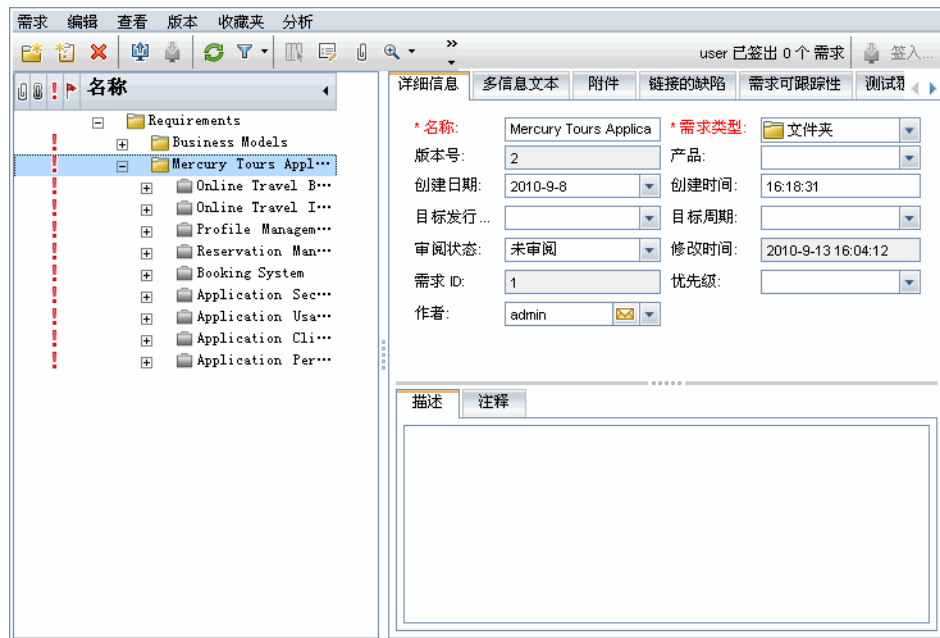 需求 编辑 查看 版本 收藏夹 分析
user 已签出 0 个 需求 签入...
名称
Requirements
Business Models
Mercury Tours Appl…
Online Travel B…
Online Travel I…
Profile Managem…
Reservation Man…
Booking System
Application Sec…
Application Usa…
Application Cli…
Application Per…
详细信息 多信息文本 附件 链接的缺陷 需求可跟踪性
*名称: Mercury Tours Applica *需求类型: 文件夹
版本号: 2 产品:
创建日期: 2010-9-8 创建时间: 16:18:31
目标发行... 目标周期:
审阅状态: 未审阅 修改时间: 2010-9-13 16:04:12
需求 ID: 1 优先级:
作者: admin
描述 注释